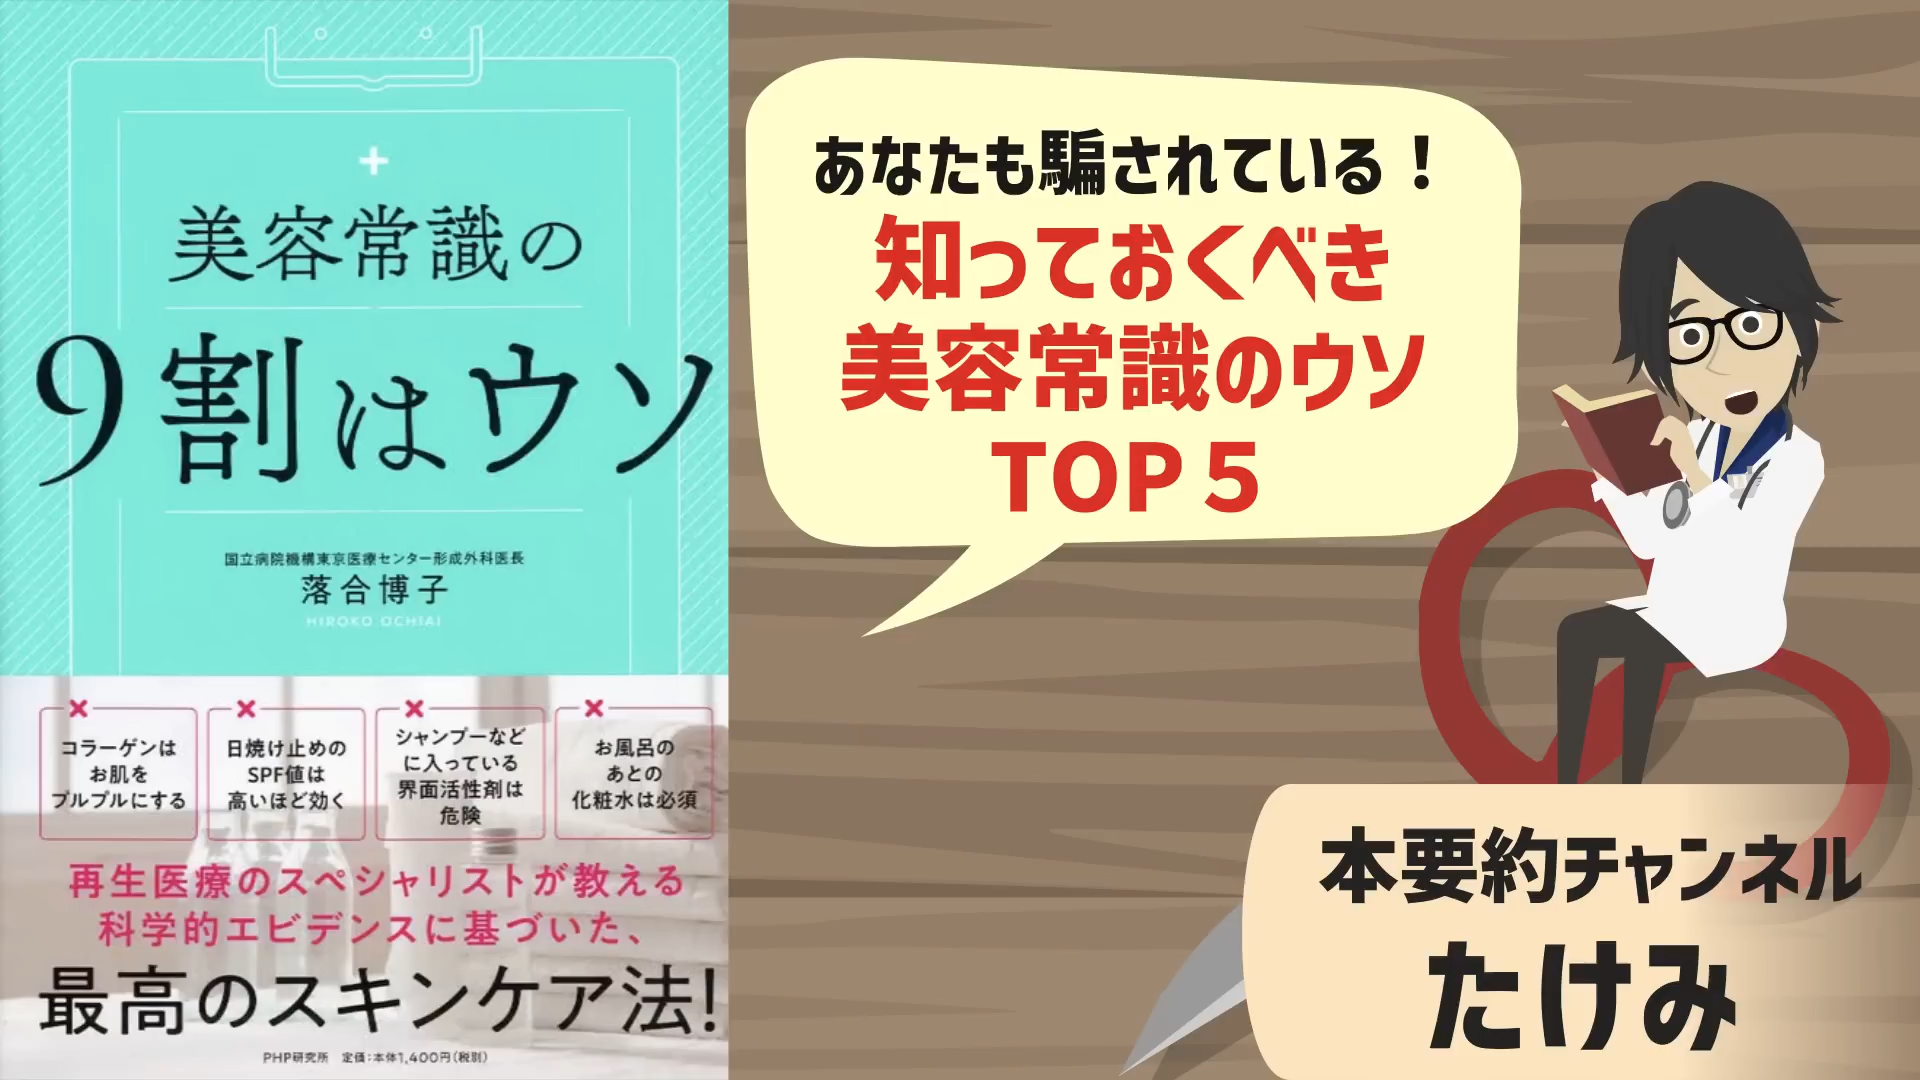 美容常識の
9割はウソ
国立病院機構東京医療センター形成外科医長
落合博子
HIROKO OCHIAI
コラーゲンは
お肌を
プルプルにする
日焼け止めの
SPF値は
高いほど効く
シャンプーなど
に入っている
界面活性剤は
危険
お風呂の
あとの
化粧水は必須
再生医療のスペシャリストが教える
科学的エビデンスに基づいた、
最高のスキンケア法!
PHP研究所 定価:本体1,400円(税別)
あなたも騙されている！
知っておくべき
美容常識のウソ
TOP５
本要約チャンネル
たけみ